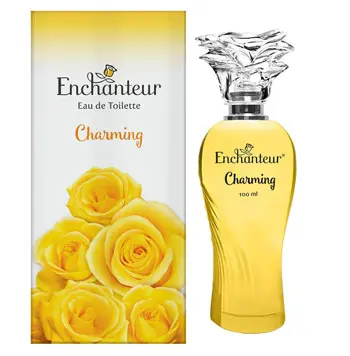 Enchanteur
Eau de Toilette
Charming
Enchanteur®
Charming
100 ml